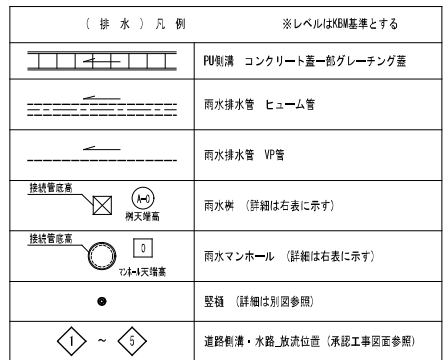 （排水）凡例 ※レベルはKBM基準とする
PU側溝 コンクリート蓋一部グレーチング蓋
雨水排水管 ヒューム管
雨水排水管 VP管
接続管底高
A-0
桝天端高
雨水桝 （詳細は右表に示す）
接続管底高
0
マンホール天端高
雨水マンホール （詳細は右表に示す）
竪樋 （詳細は別図参照）
1 ~ 5 道路側溝・水路_放流位置（承認工事図面参照）